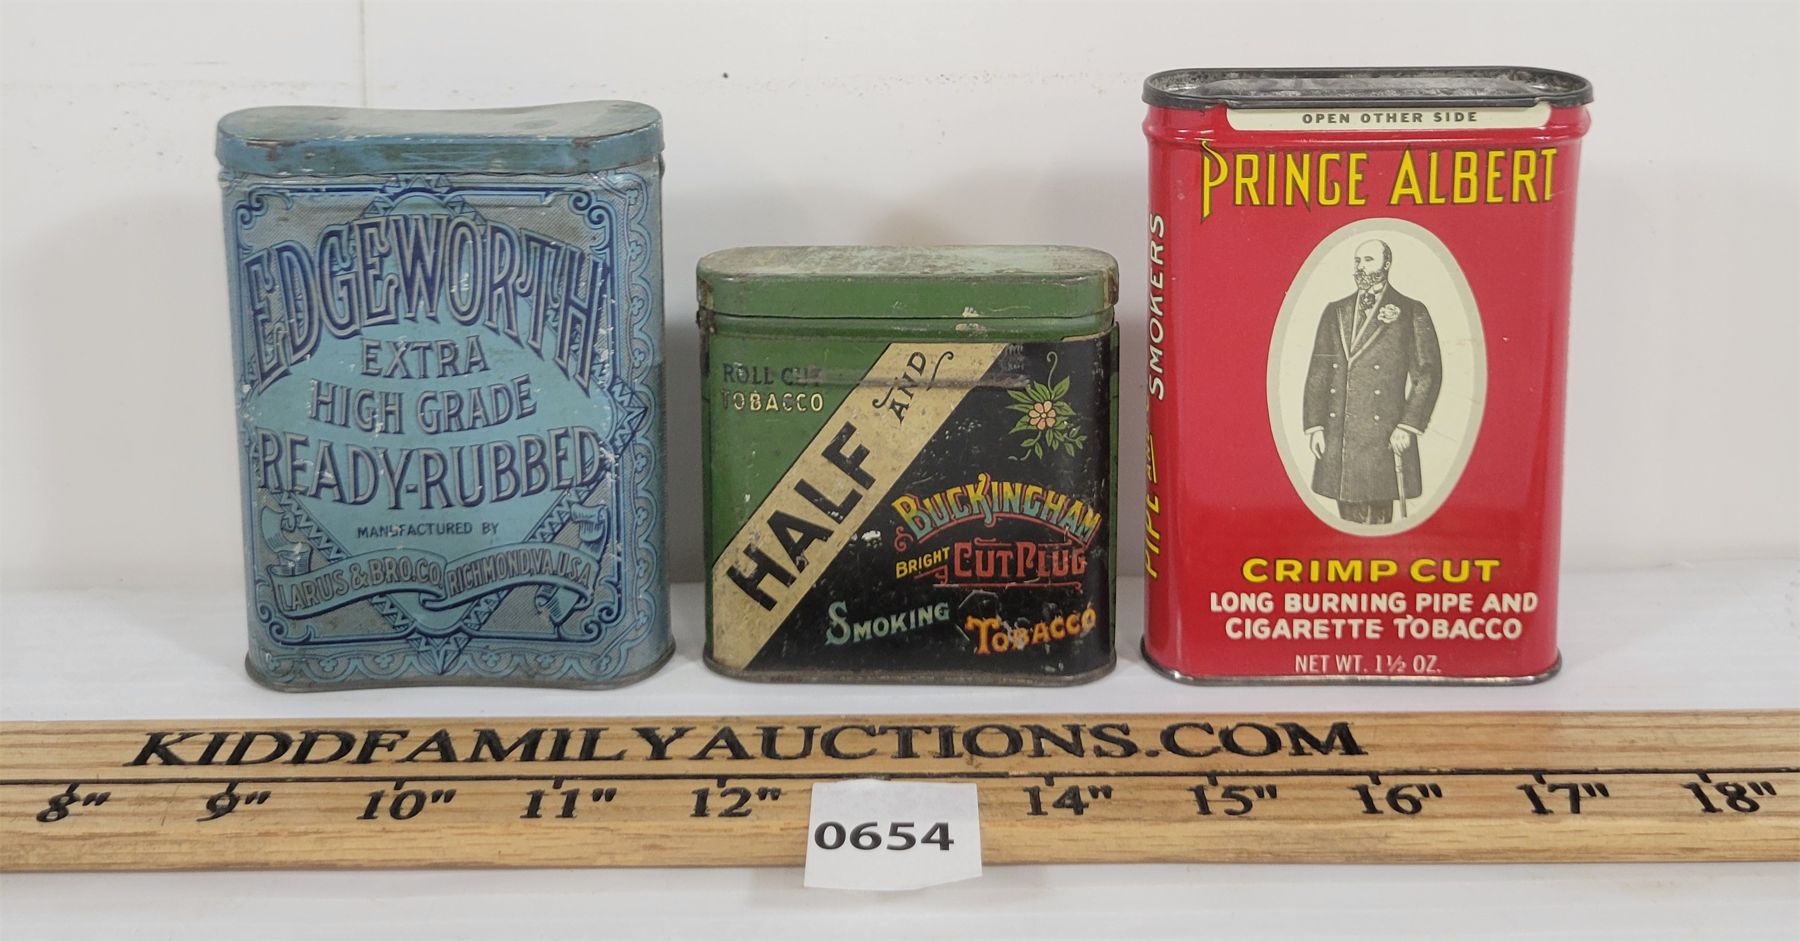 EDGEWORTH
EXTRA
HIGH GRADE
READY-RUBBED
MANUFACTURED BY
LARUS & BRO. CO. RICHMOND, VA. U.S.A.
ROLL CUT
TOBACCO
HALF AND
BUCKINGHAM
BRIGHT CUT PLUG
SMOKING
TOBACCO
OPEN OTHER SIDE
PRINCE ALBERT
PIPE AND SMOKERS
CRIMP CUT
LONG BURNING PIPE AND
CIGARETTE TOBACCO
NET WT. 1½ OZ.
KIDDFAMILYAUCTIONS.COM
8" 9" 10" 11" 12" 14" 15" 16" 17" 18"
0654